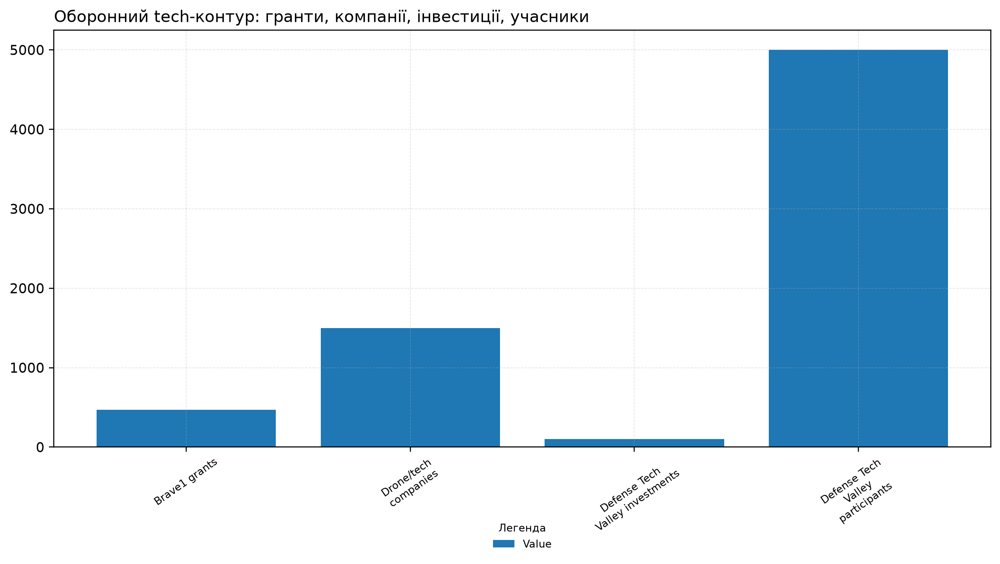 Оборонний tech-контур: гранти, компанії, інвестиції, учасники
5000
4000
3000
2000
1000
0
Brave1 grants
Drone/tech
companies
Defense Tech
Valley investments
Defense Tech
Valley
participants
Легенда
Value